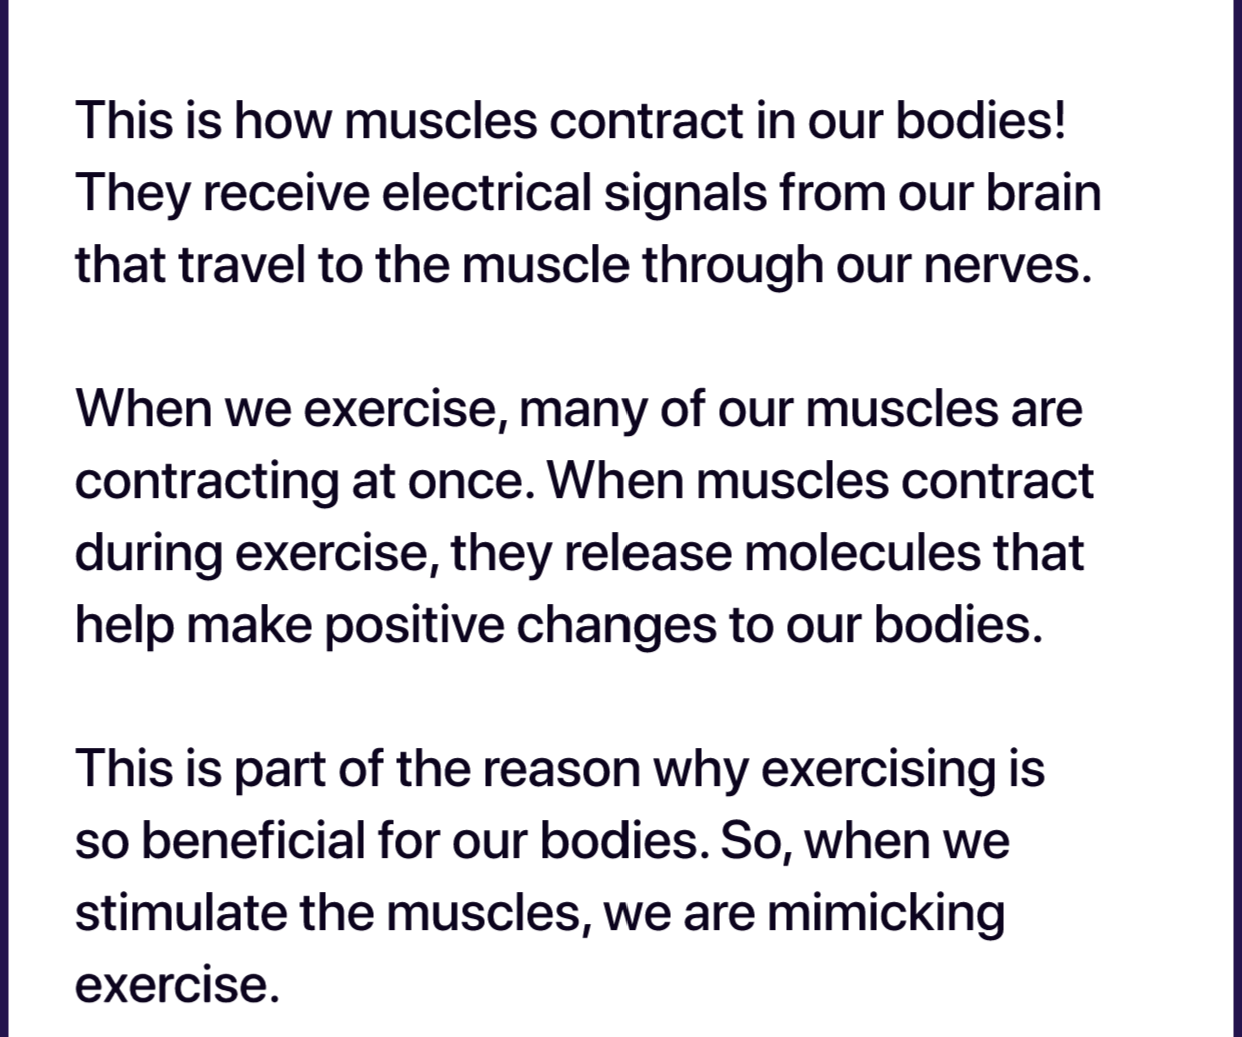 This is how muscles contract in our bodies!
They receive electrical signals from our brain
that travel to the muscle through our nerves.
When we exercise, many of our muscles are
contracting at once. When muscles contract
during exercise, they release molecules that
help make positive changes to our bodies.
This is part of the reason why exercising is
so beneficial for our bodies. So, when we
stimulate the muscles, we are mimicking
exercise.